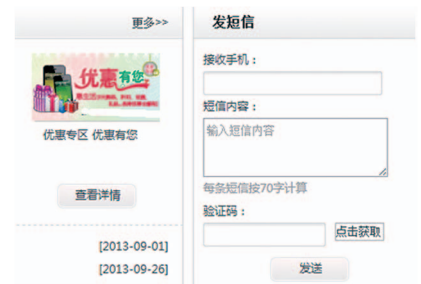 更多>>
优惠有您
优惠专区 优惠有您
查看详情
[2013-09-01]
[2013-09-26]
发短信
接收手机：
短信内容：
输入短信内容
每条短信按70字计算
验证码：
点击获取
发送